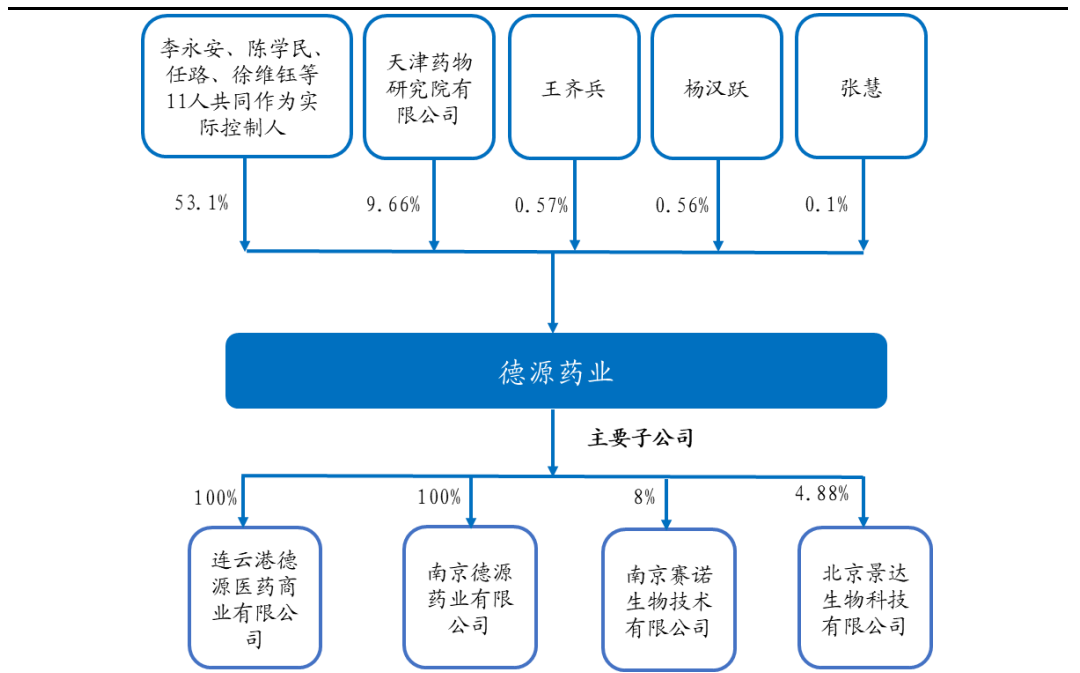 李永安、陈学民、
任路、徐维钰等
11人共同作为实
际控制人
天津药物
研究院有
限公司
王齐兵
杨汉跃
张慧
53.1%
9.66%
0.57%
0.56%
0.1%
德源药业
主要子公司
100%
100%
8%
4.88%
连云港德
源医药商
业有限公
司
南京德源
药业有限
公司
南京赛诺
生物技术
有限公司
北京景达
生物科技
有限公司